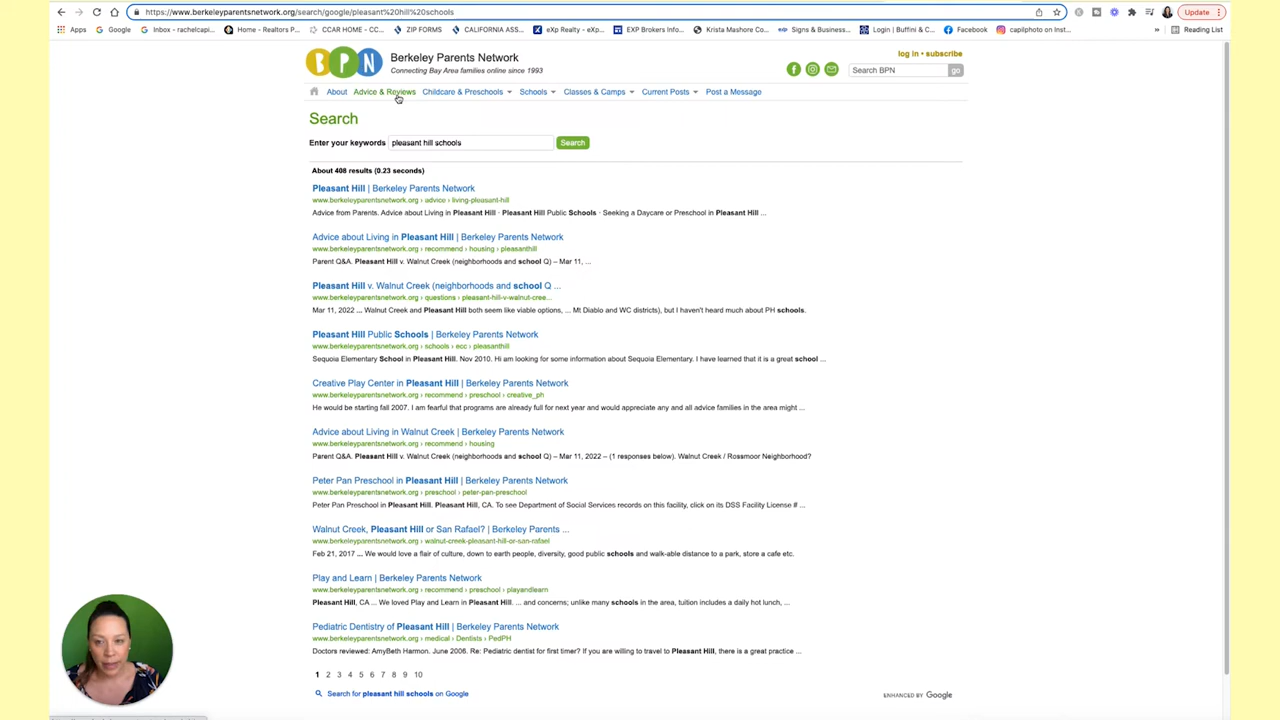 https://www.berkeleyparentsnetwork.org/search/google/pleasant%20hill%20schools
Update
Apps
Google
Inbox - rachelcapi...
Home - Realtors P...
CCAR HOME - CC...
ZIP FORMS
CALIFORNIA ASS...
eXp Realty - eXp...
EXP Brokers Info...
Krista Mashore Co...
Signs & Business...
Login | Buffini & C...
Facebook
capilphoto on Inst...
»
Reading List
BPN
Berkeley Parents Network
Connecting Bay Area families online since 1993
log in • subscribe
Search BPN
go
About
Advice & Reviews
Childcare & Preschools
Schools
Classes & Camps
Current Posts
Post a Message
Search
Enter your keywords pleasant hill schools Search
About 408 results (0.23 seconds)
Pleasant Hill | Berkeley Parents Network
www.berkeleyparentsnetwork.org › advice › living-pleasant-hill
Advice from Parents. Advice about Living in Pleasant Hill · Pleasant Hill Public Schools · Seeking a Daycare or Preschool in Pleasant Hill ...
Advice about Living in Pleasant Hill | Berkeley Parents Network
www.berkeleyparentsnetwork.org › recommend › housing › pleasanthill
Parent Q&A. Pleasant Hill v. Walnut Creek (neighborhoods and school Q) – Mar 11, ...
Pleasant Hill v. Walnut Creek (neighborhoods and school Q ...
www.berkeleyparentsnetwork.org › questions › pleasant-hill-v-walnut-cree...
Mar 11, 2022 ... Walnut Creek and Pleasant Hill both seem like viable options, ... Mt Diablo and WC districts), but I haven't heard much about PH schools.
Pleasant Hill Public Schools | Berkeley Parents Network
www.berkeleyparentsnetwork.org › schools › ecc › pleasanthill
Sequoia Elementary School in Pleasant Hill. Nov 2010. Hi am looking for some information about Sequoia Elementary. I have learned that it is a great school ...
Creative Play Center in Pleasant Hill | Berkeley Parents Network
www.berkeleyparentsnetwork.org › recommend › preschool › creative_ph
He would be starting fall 2007. I am fearful that programs are already full for next year and would appreciate any and all advice families in the area might ...
Advice about Living in Walnut Creek | Berkeley Parents Network
www.berkeleyparentsnetwork.org › recommend › housing
Parent Q&A. Pleasant Hill v. Walnut Creek (neighborhoods and school Q) – Mar 11, 2022 – (1 responses below). Walnut Creek / Rossmoor Neighborhood?
Peter Pan Preschool in Pleasant Hill | Berkeley Parents Network
www.berkeleyparentsnetwork.org › preschool › peter-pan-preschool
Peter Pan Preschool in Pleasant Hill. Pleasant Hill, CA. To see Department of Social Services records on this facility, click on its DSS Facility License # ...
Walnut Creek, Pleasant Hill or San Rafael? | Berkeley Parents ...
www.berkeleyparentsnetwork.org › walnut-creek-pleasant-hill-or-san-rafael
Feb 21, 2017 ... We would love a flair of culture, down to earth people, diversity, good public schools and walk-able distance to a park, store a cafe etc.
Play and Learn | Berkeley Parents Network
www.berkeleyparentsnetwork.org › recommend › preschool › playandlearn
Pleasant Hill, CA ... We loved Play and Learn in Pleasant Hill. ... and concerns; unlike many schools in the area, tuition includes a daily hot lunch, ...
Pediatric Dentistry of Pleasant Hill | Berkeley Parents Network
www.berkeleyparentsnetwork.org › medical › Dentists › PedPH
Doctors reviewed: AmyBeth Harmon. June 2006. Re: Pediatric dentist for first timer? If you are willing to travel to Pleasant Hill, there is a great practice ...
1 2 3 4 5 6 7 8 9 10
Search for pleasant hill schools on Google
ENHANCED BY Google